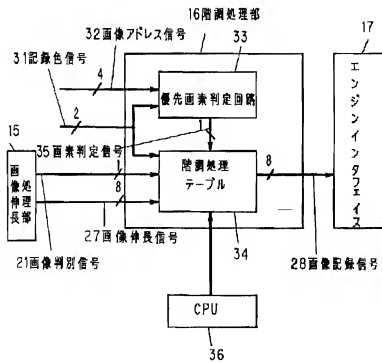 16階調処理部
17
32画像アドレス信号
33
31記録色信号
4
優先画素判定回路
2
1
35画素判定信号
15
画像処理伸長部
1
8
階調処理
テーブル
8
エンジンインタフェイス
34
27画像伸長信号
21画像判別信号
28画像記録信号
CPU
36